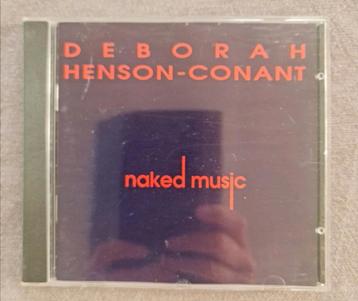 DEBORAH
HENSON-CONANT
naked music